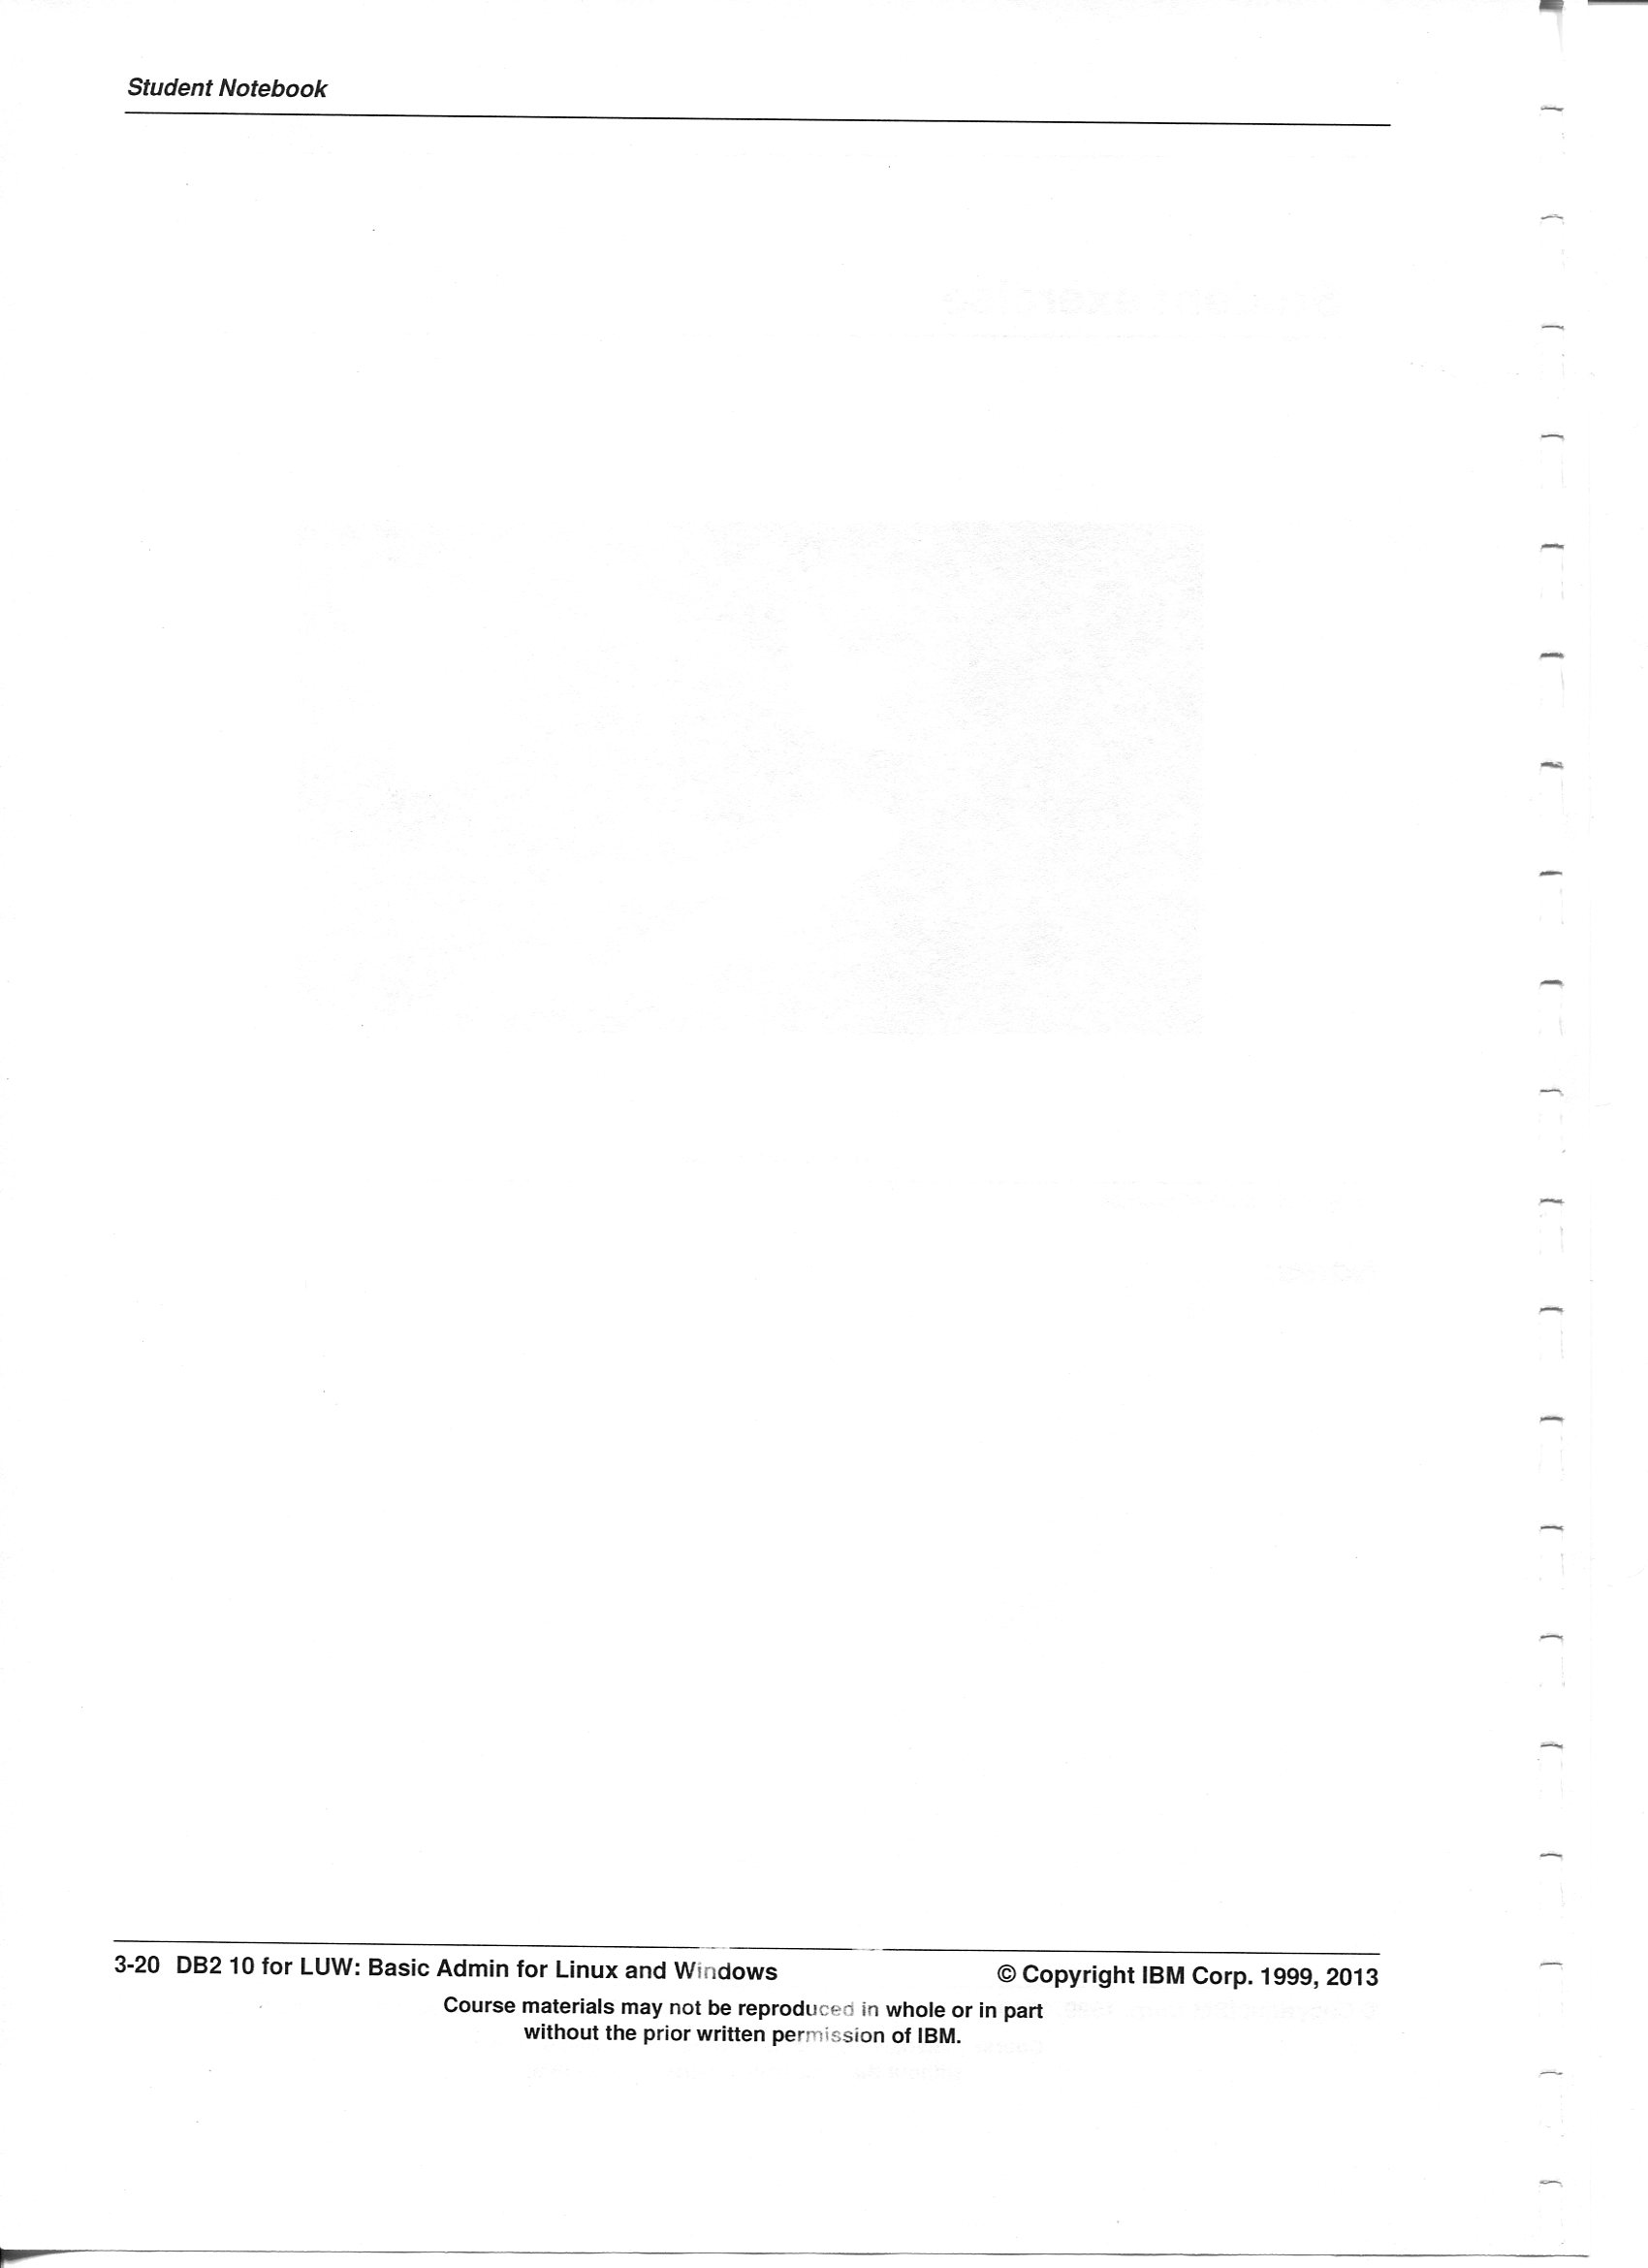 Student Notebook
3-20 DB2 10 for LUW: Basic Admin for Linux and Windows © Copyright IBM Corp. 1999, 2013
Course materials may not be reproduced in whole or in part
without the prior written permission of IBM.